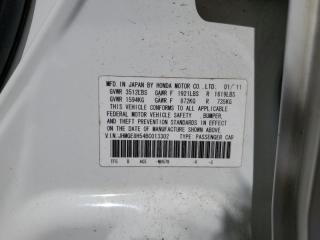 MFD. IN JAPAN BY HONDA MOTOR CO.,LTD. 01/11
GVWR 3512LBS GAWR F 1921LBS R 1619LBS
GVWR 1594KG GAWR F 872KG R 735KG
THIS VEHICLE CONFORMS TO ALL APPLICABLE
FEDERAL MOTOR VEHICLE SAFETY BUMPER,
AND THEFT PREVENTION STANDARDS IN EFFECT ON
THE DATE OF MANUFACTURE SHOWN ABOVE.
V.I.N.:JHMGE8H54BC013302 TYPE: PASSENGER CAR